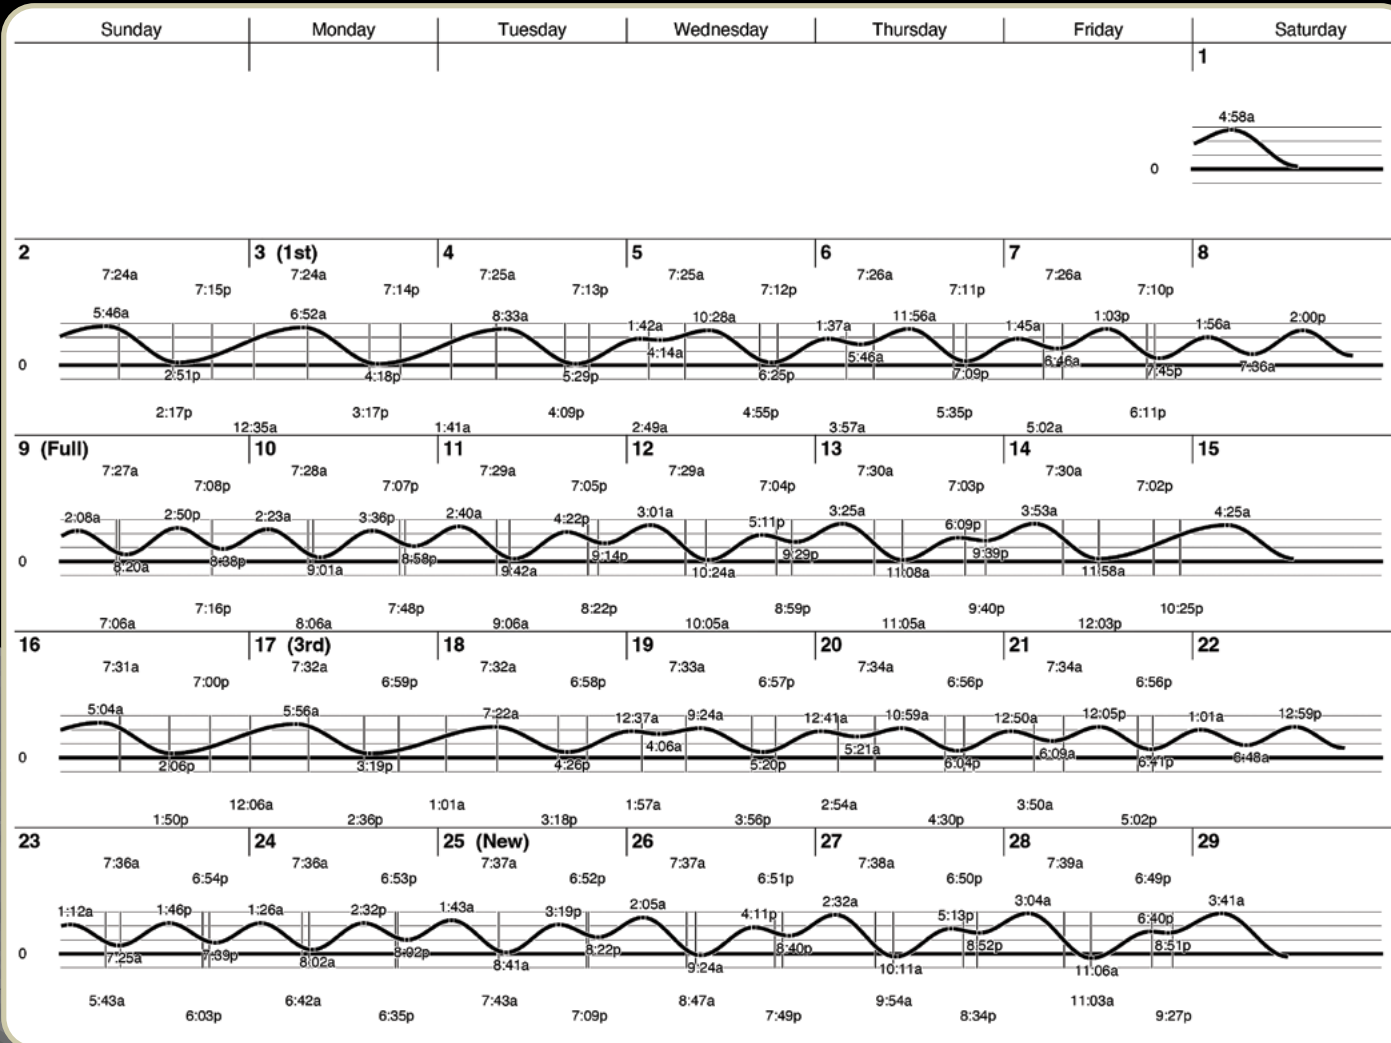 Sunday Monday Tuesday Wednesday Thursday Friday Saturday
1
4:58a
0
2 3 (1st) 4 5 6 7 8
7:24a 7:24a 7:25a 7:25a 7:26a 7:26a
7:15p 7:14p 7:13p 7:12p 7:11p 7:10p
5:46a 6:52a 8:33a 1:42a 10:28a 1:37a 11:56a 1:45a 1:03p 1:56a 2:00p
4:14a 5:46a 6:46a 7:36a
0 2:51p 4:18p 5:29p 6:25p 7:09p 7:45p
2:17p 3:17p 4:09p 4:55p 5:35p 6:11p
12:35a 1:41a 2:49a 3:57a 5:02a
9 (Full) 10 11 12 13 14 15
7:27a 7:28a 7:29a 7:29a 7:30a 7:30a
7:08p 7:07p 7:05p 7:04p 7:03p 7:02p
2:08a 2:50p 2:23a 3:36p 2:40a 4:22p 3:01a 5:11p 3:25a 6:09p 3:53a 4:25a
8:38p 8:58p 9:14p 9:29p 9:39p
0 8:20a 9:01a 9:42a 10:24a 11:08a 11:58a
7:16p 7:48p 8:22p 8:59p 9:40p 10:25p
7:06a 8:06a 9:06a 10:05a 11:05a 12:03p
16 17 (3rd) 18 19 20 21 22
7:31a 7:32a 7:32a 7:33a 7:34a 7:34a
7:00p 6:59p 6:58p 6:57p 6:56p 6:56p
5:04a 5:56a 7:22a 12:37a 9:24a 12:41a 10:59a 12:50a 12:05p 1:01a 12:59p
4:06a 5:21a 6:09a 6:48a
0 2:06p 3:19p 4:26p 5:20p 6:04p 6:41p
12:06a 1:01a 1:57a 2:54a 3:50a
1:50p 2:36p 3:18p 3:56p 4:30p 5:02p
23 24 25 (New) 26 27 28 29
7:36a 7:36a 7:37a 7:37a 7:38a 7:39a
6:54p 6:53p 6:52p 6:51p 6:50p 6:49p
1:12a 1:46p 1:26a 2:32p 1:43a 3:19p 2:05a 4:11p 2:32a 5:13p 3:04a 6:40p 3:41a
7:39p 8:02p 8:22p 8:40p 8:52p 8:51p
0 7:25a 8:02a 8:41a 9:24a 10:11a 11:06a
5:43a 6:42a 7:43a 8:47a 9:54a 11:03a
6:03p 6:35p 7:09p 7:49p 8:34p 9:27p